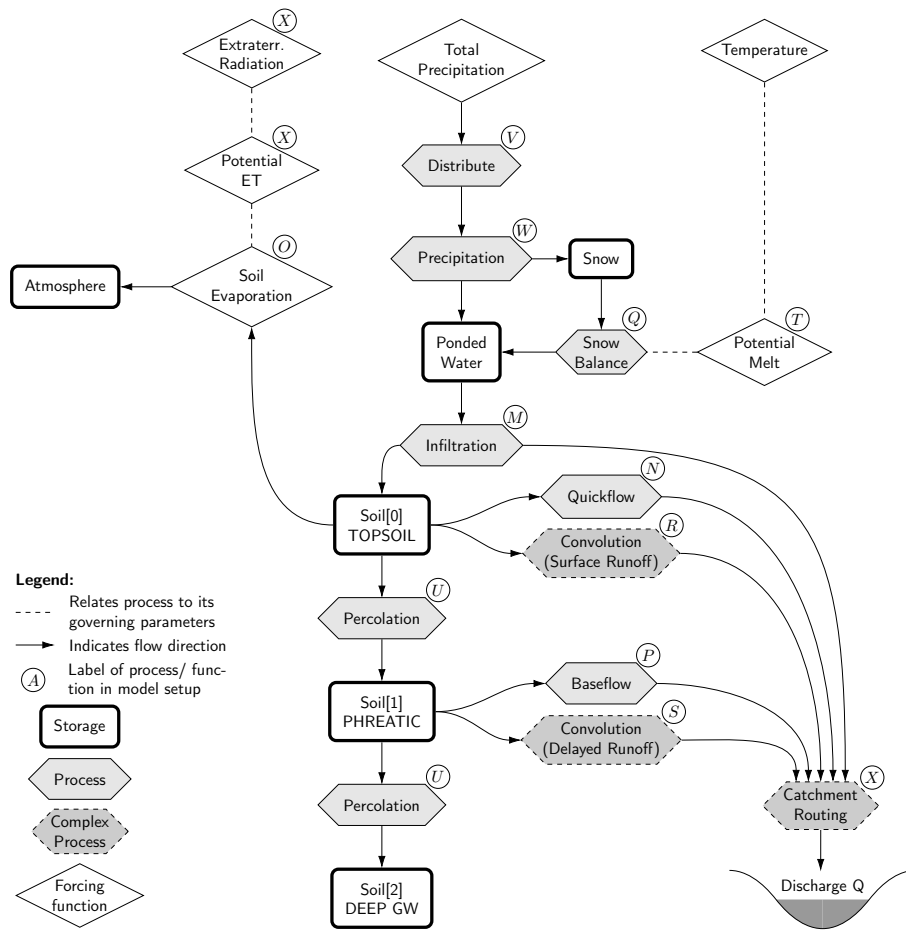 X
Extraterr.
Radiation
Total
Precipitation
Temperature
X
Potential
ET
V
Distribute
O
Soil
Evaporation
Atmosphere
W
Precipitation
Snow
Ponded
Water
Q
Snow
Balance
T
Potential
Melt
M
Infiltration
N
Quickflow
Soil[0]
TOPSOIL
R
Convolution
(Surface Runoff)
U
Percolation
P
Baseflow
Soil[1]
PHREATIC
S
Convolution
(Delayed Runoff)
U
Percolation
X
Catchment
Routing
Soil[2]
DEEP GW
Discharge Q
Legend:
Relates process to its
governing parameters
Indicates flow direction
A
Label of process/ func-
tion in model setup
Storage
Process
Complex
Process
Forcing
function